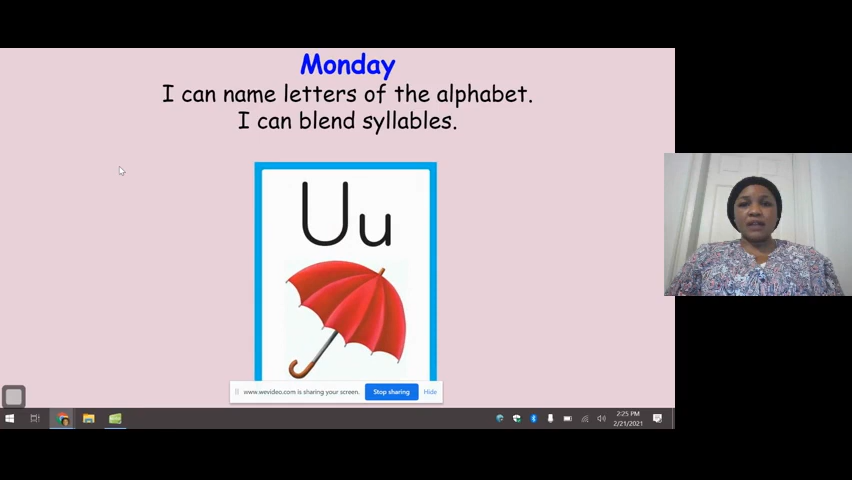 Monday
I can name letters of the alphabet.
I can blend syllables.
Uu
www.wevideo.com is sharing your screen.
Stop sharing
Hide
2:25 PM
2/21/2021